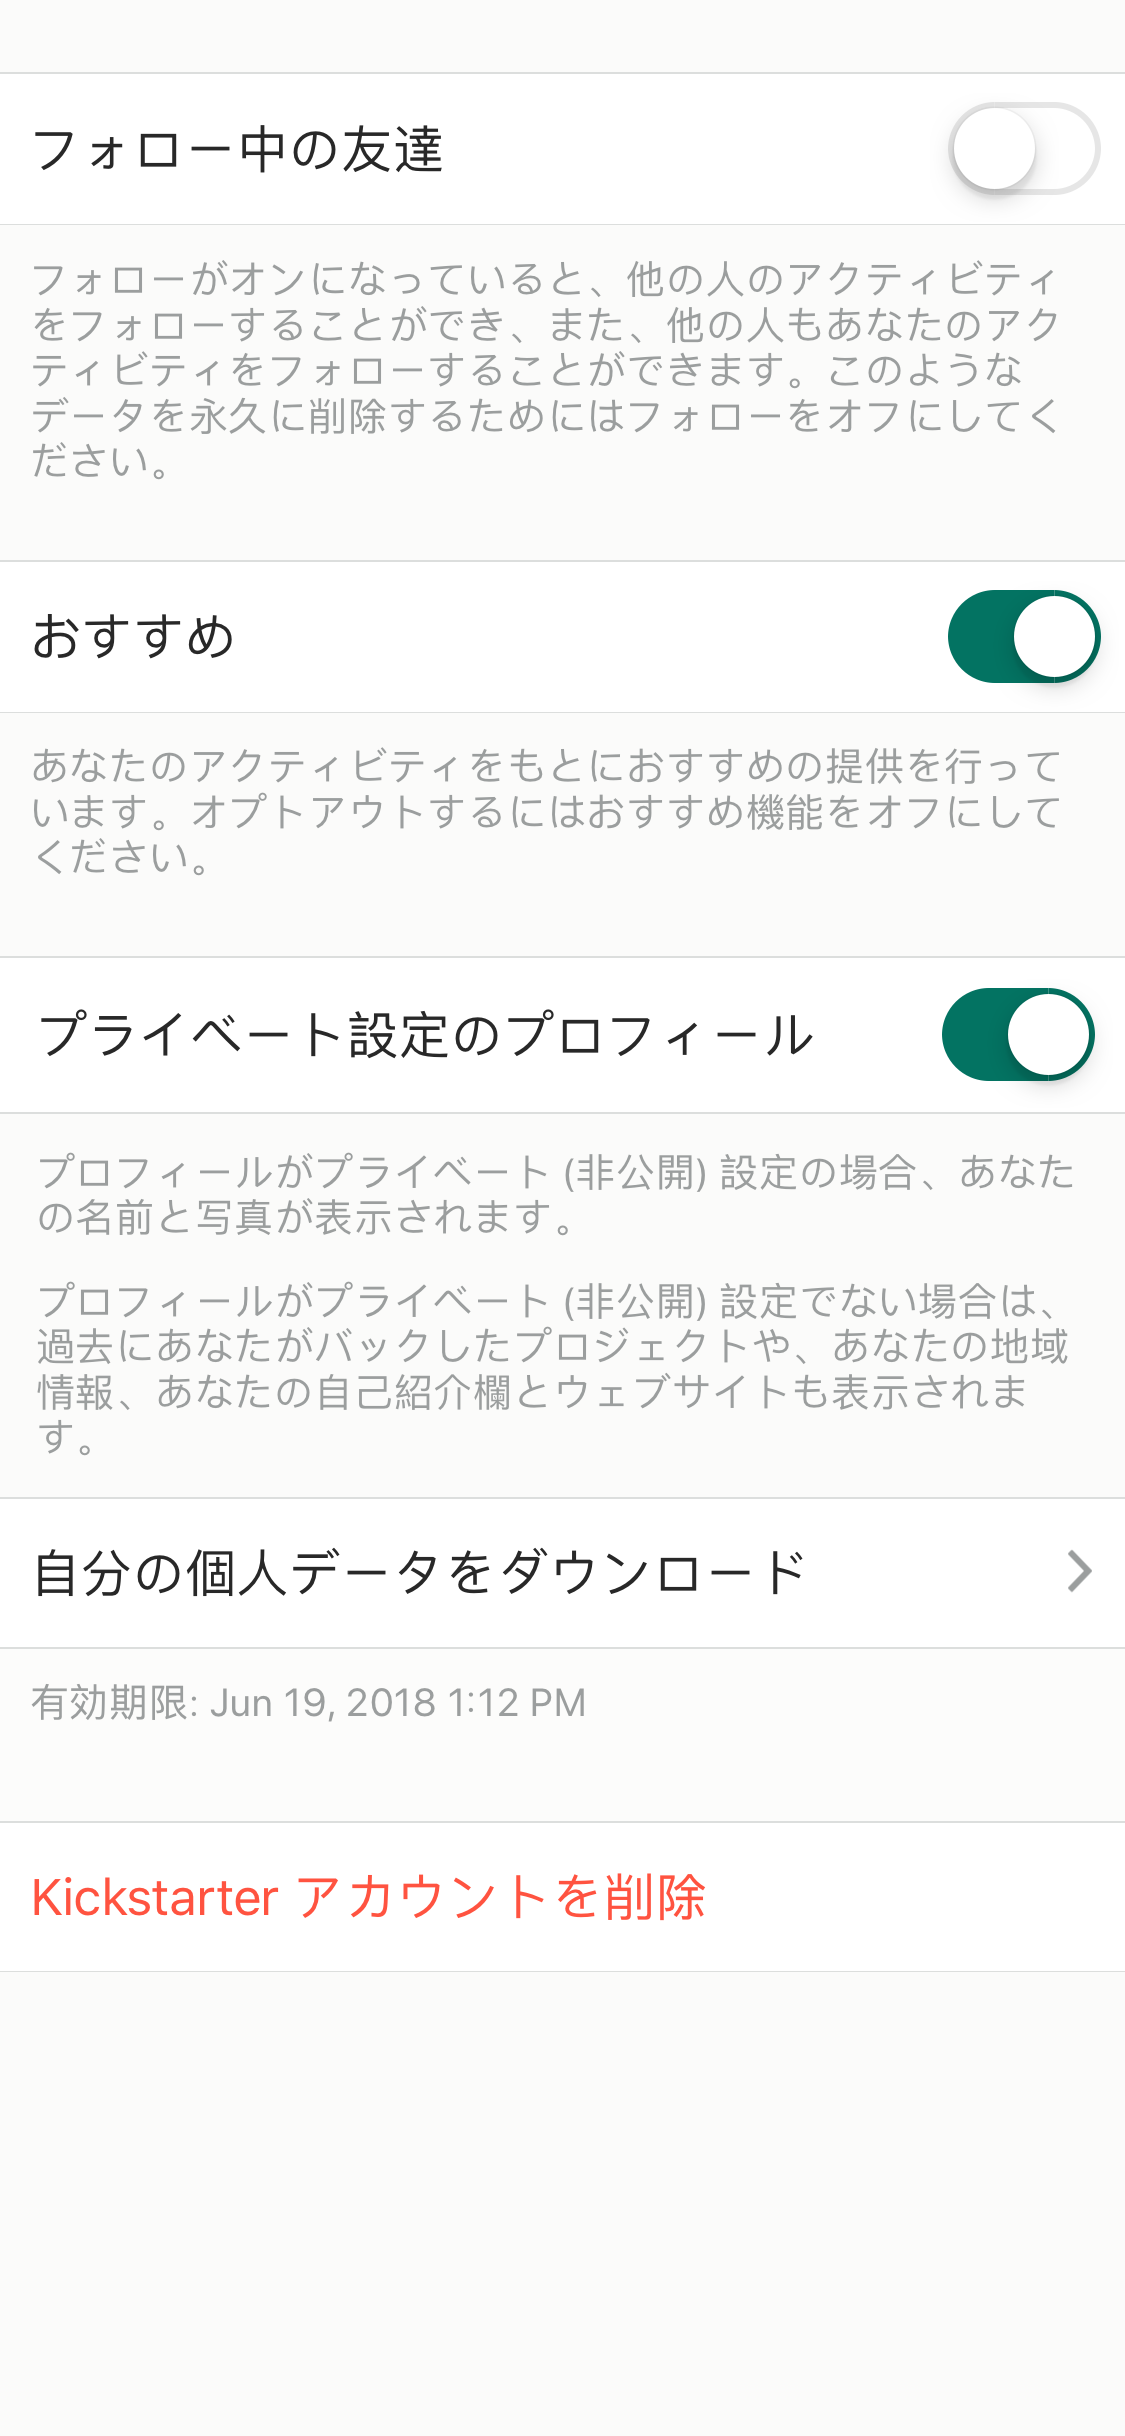 フォロー中の友達
フォローがオンになっていると、他の人のアクティビティ
をフォローすることができ、また、他の人もあなたのアク
ティビティをフォローすることができます。このような
データを永久に削除するためにはフォローをオフにしてく
ださい。
おすすめ
あなたのアクティビティをもとにおすすめの提供を行って
います。オプトアウトするにはおすすめ機能をオフにして
ください。
プライベート設定のプロフィール
プロフィールがプライベート (非公開) 設定の場合、あなた
の名前と写真が表示されます。
プロフィールがプライベート (非公開) 設定でない場合は、
過去にあなたがバックしたプロジェクトや、あなたの地域
情報、あなたの自己紹介欄とウェブサイトも表示されま
す。
自分の個人データをダウンロード
有効期限: Jun 19, 2018 1:12 PM
Kickstarter アカウントを削除